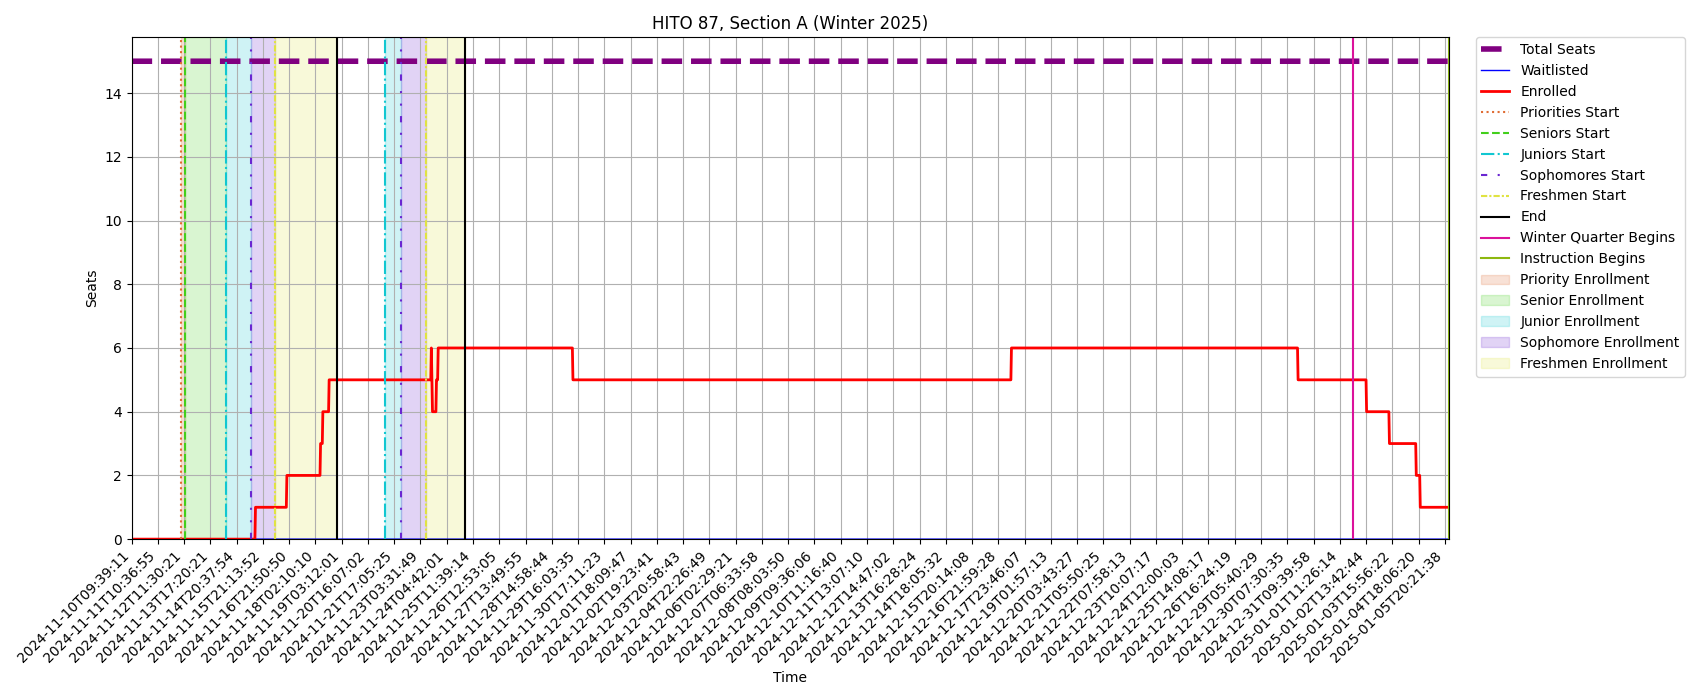 HITO 87, Section A (Winter 2025)
Seats
14
12
10
8
6
4
2
0
2024-11-10T09:39:11
2024-11-11T10:36:55
2024-11-12T11:30:21
2024-11-13T17:20:21
2024-11-14T20:37:54
2024-11-15T21:13:52
2024-11-16T21:50:50
2024-11-18T02:10:10
2024-11-19T03:12:01
2024-11-20T16:07:02
2024-11-21T17:05:25
2024-11-23T03:31:49
2024-11-24T04:42:01
2024-11-25T11:39:14
2024-11-26T12:53:05
2024-11-27T13:49:55
2024-11-28T14:58:44
2024-11-29T16:03:35
2024-11-30T17:11:23
2024-12-01T18:09:47
2024-12-02T19:23:41
2024-12-03T20:58:43
2024-12-04T22:26:49
2024-12-06T02:29:21
2024-12-07T06:33:58
2024-12-08T08:03:50
2024-12-09T09:36:06
2024-12-10T11:16:40
2024-12-11T13:07:10
2024-12-12T14:47:02
2024-12-13T16:28:24
2024-12-14T18:05:32
2024-12-15T20:14:08
2024-12-16T21:59:28
2024-12-17T23:46:07
2024-12-19T01:57:13
2024-12-20T03:43:27
2024-12-21T05:50:25
2024-12-22T07:58:13
2024-12-23T10:07:17
2024-12-24T12:00:03
2024-12-25T14:08:17
2024-12-26T16:24:19
2024-12-29T05:40:29
2024-12-30T07:30:35
2024-12-31T09:39:58
2025-01-01T11:26:14
2025-01-02T13:42:44
2025-01-03T15:56:22
2025-01-04T18:06:20
2025-01-05T20:21:38
Time
Total Seats
Waitlisted
Enrolled
Priorities Start
Seniors Start
Juniors Start
Sophomores Start
Freshmen Start
End
Winter Quarter Begins
Instruction Begins
Priority Enrollment
Senior Enrollment
Junior Enrollment
Sophomore Enrollment
Freshmen Enrollment